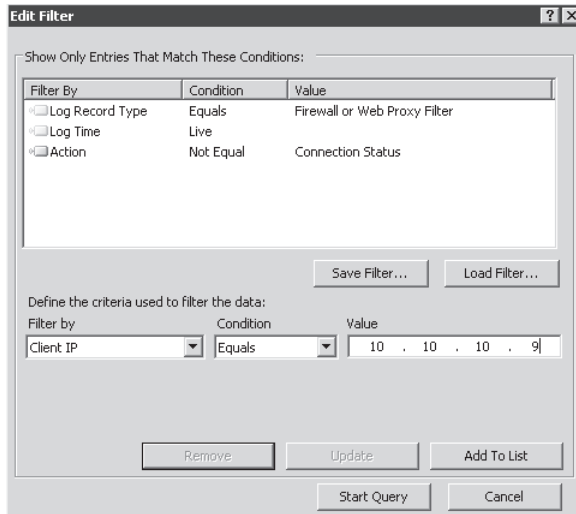 Edit Filter
? X
Show Only Entries That Match These Conditions:
Filter By Condition Value
Log Record Type Equals Firewall or Web Proxy Filter
Log Time Live
Action Not Equal Connection Status
Save Filter... Load Filter...
Define the criteria used to filter the data:
Filter by Condition Value
Client IP Equals 10 . 10 . 10 . 9
Remove Update Add To List
Start Query Cancel